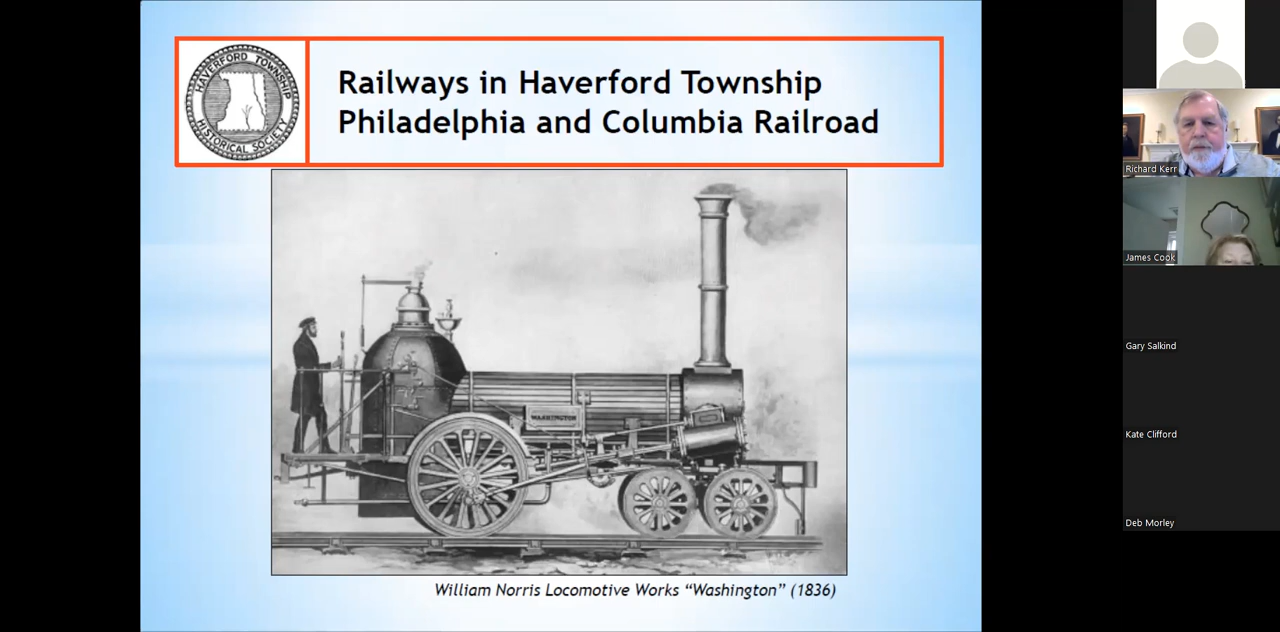 HAVERFORD TOWNSHIP
HISTORICAL SOCIETY
Railways in Haverford Township
Philadelphia and Columbia Railroad
WASHINGTON
William Norris Locomotive Works “Washington” (1836)
Richard Kerr
James Cook
Gary Salkind
Kate Clifford
Deb Morley